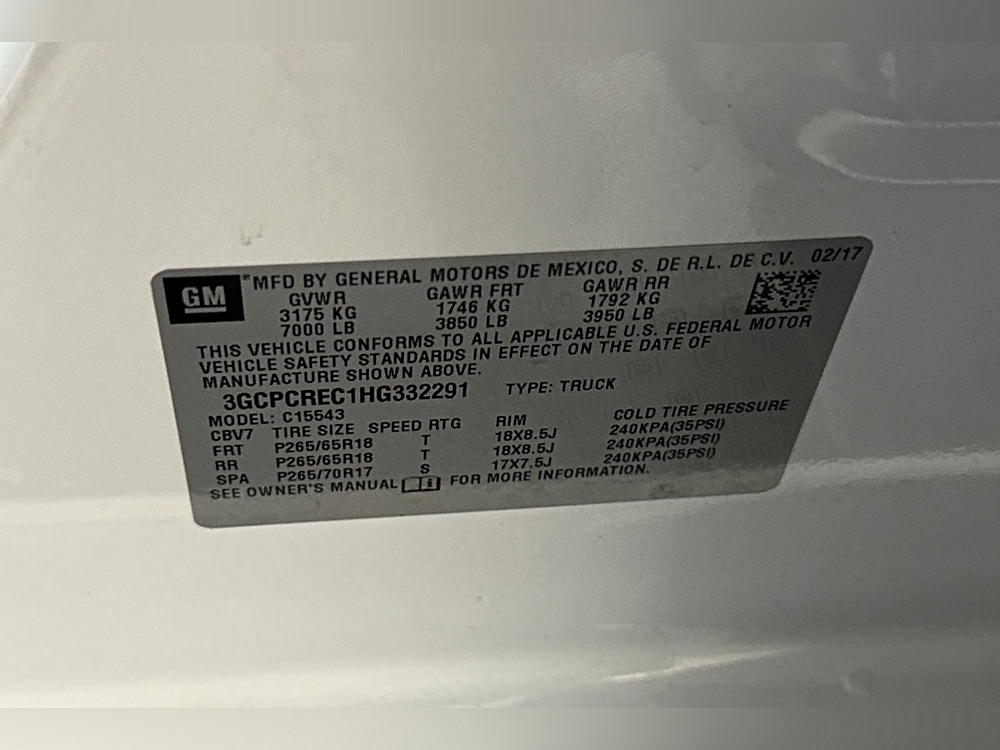 GM
*MFD BY GENERAL MOTORS DE MEXICO, S. DE R.L. DE C.V. 02/17
GVWR GAWR FRT GAWR RR
3175 KG 1746 KG 1792 KG
7000 LB 3850 LB 3950 LB
THIS VEHICLE CONFORMS TO ALL APPLICABLE U.S. FEDERAL MOTOR
VEHICLE SAFETY STANDARDS IN EFFECT ON THE DATE OF
MANUFACTURE SHOWN ABOVE.
3GCPCREC1HG332291 TYPE: TRUCK
MODEL: C15543
CBV7 TIRE SIZE SPEED RTG RIM COLD TIRE PRESSURE
FRT P265/65R18 T 18X8.5J 240KPA(35PSI)
RR P265/65R18 T 18X8.5J 240KPA(35PSI)
SPA P265/70R17 S 17X7.5J 240KPA(35PSI)
SEE OWNER'S MANUAL FOR MORE INFORMATION.